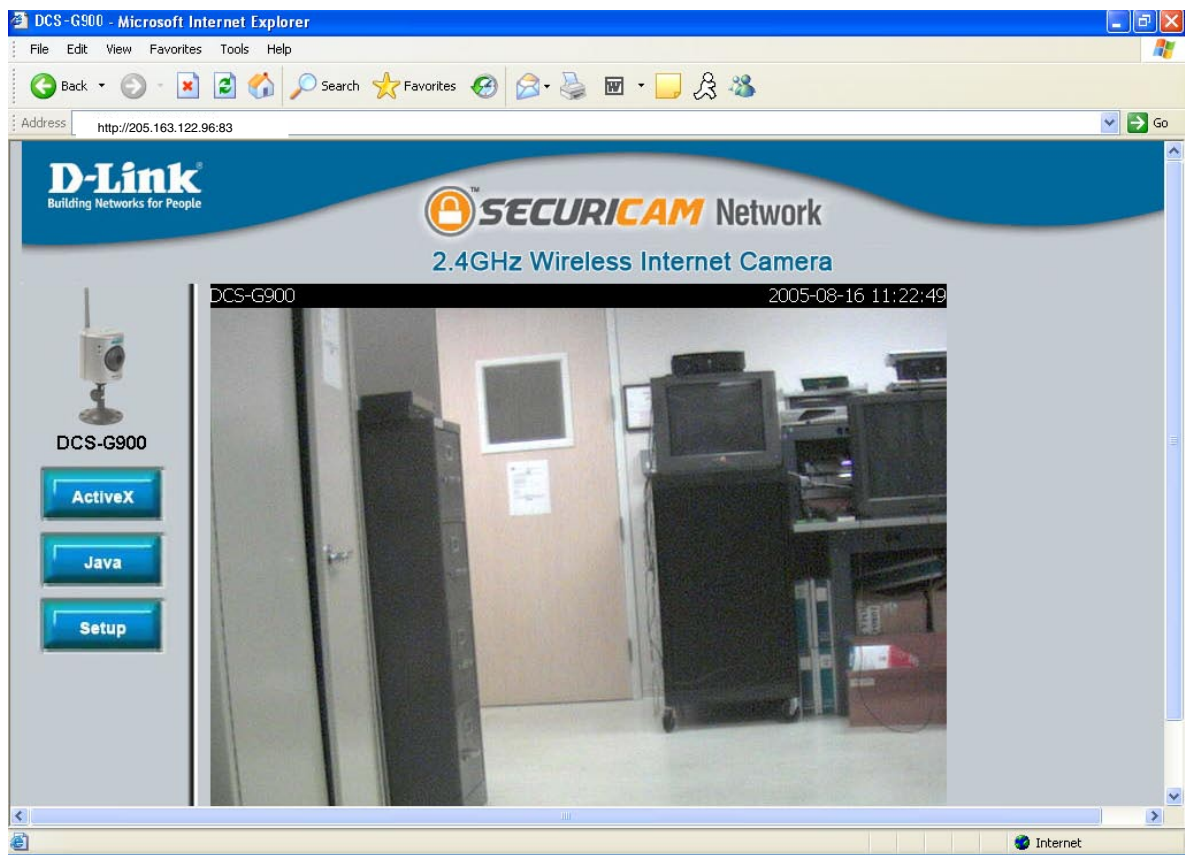 DCS-G900 - Microsoft Internet Explorer
File Edit View Favorites Tools Help
Back Search Favorites
Address http://205.163.122.96:83 Go
D-Link®
Building Networks for People
SECURICAM™ Network
2.4GHz Wireless Internet Camera
DCS-G900 2005-08-16 11:22:49
DCS-G900
ActiveX
Java
Setup
Internet